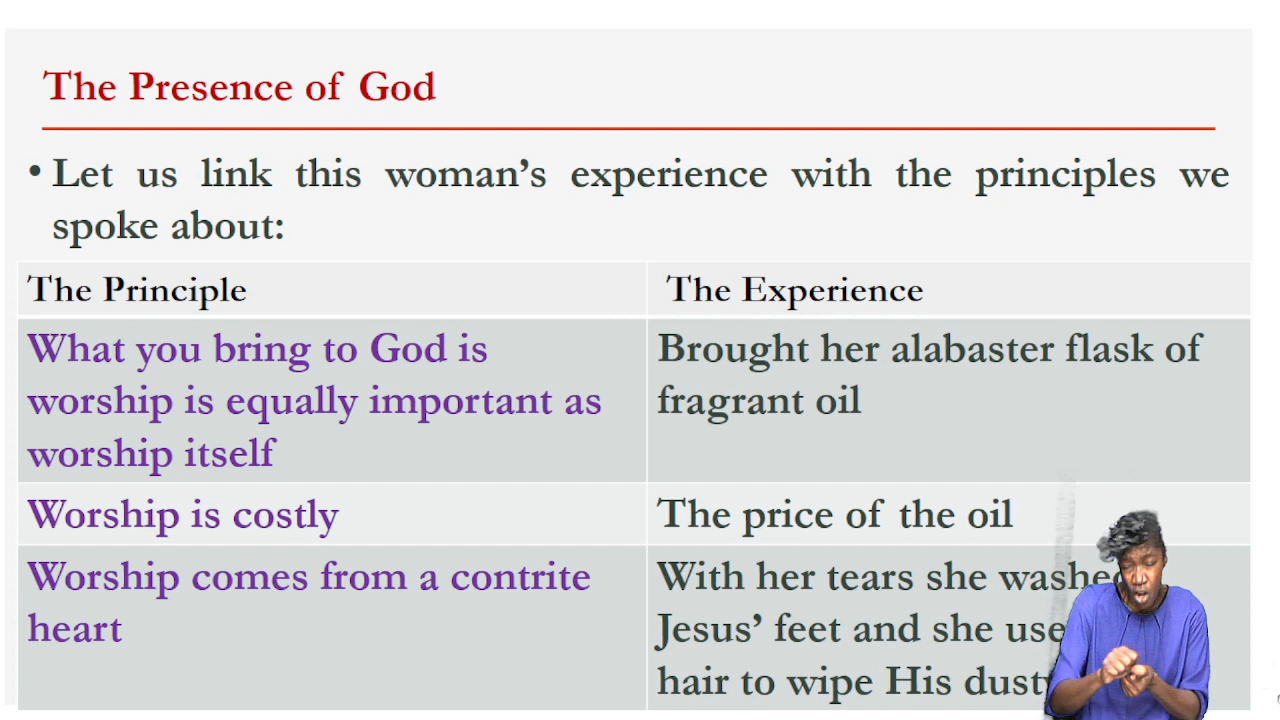 The Presence of God
• Let us link this woman's experience with the principles we
spoke about:
The Principle
The Experience
What you bring to God is
worship is equally important as
worship itself
Brought her alabaster flask of
fragrant oil
Worship is costly
The price of the oil
Worship comes from a contrite
heart
With her tears she washed
Jesus' feet and she
hair to wipe His